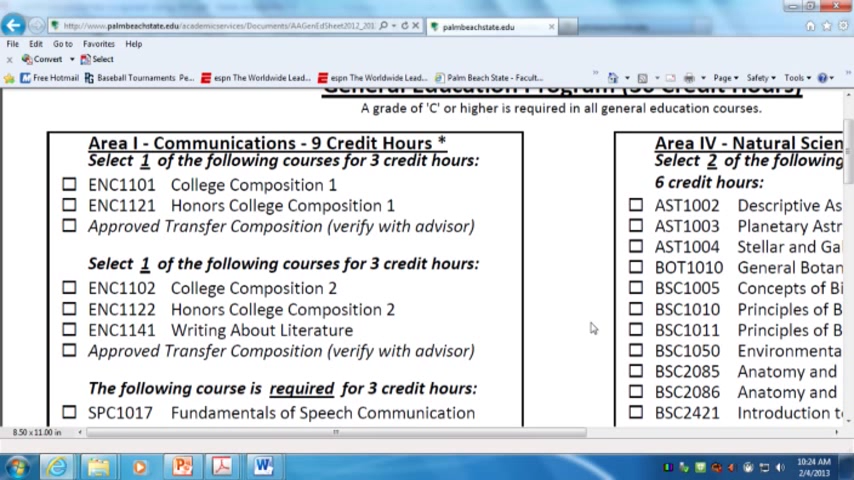 http://www.palmbeachstate.edu/academicservices/Documents/AAGenEdSheet2012_201
palmbeachstate.edu
File Edit Go to Favorites Help
x Convert Select
Free Hotmail Baseball Tournaments Pe... espn The Worldwide Lead... espn The Worldwide Lead... Palm Beach State - Facult...
Page Safety Tools
General Education Program (36 Credit Hours)
A grade of 'C' or higher is required in all general education courses.
Area I - Communications - 9 Credit Hours *
Select 1 of the following courses for 3 credit hours:
ENC1101 College Composition 1
ENC1121 Honors College Composition 1
Approved Transfer Composition (verify with advisor)
Select 1 of the following courses for 3 credit hours:
ENC1102 College Composition 2
ENC1122 Honors College Composition 2
ENC1141 Writing About Literature
Approved Transfer Composition (verify with advisor)
The following course is required for 3 credit hours:
SPC1017 Fundamentals of Speech Communication
Area IV - Natural Scien
Select 2 of the following
6 credit hours:
AST1002 Descriptive As
AST1003 Planetary Astr
AST1004 Stellar and Gal
BOT1010 General Botan
BSC1005 Concepts of Bi
BSC1010 Principles of B
BSC1011 Principles of B
BSC1050 Environmenta
BSC2085 Anatomy and
BSC2086 Anatomy and
BSC2421 Introduction to
8.50 x 11.00 in
10:24 AM
2/4/2013